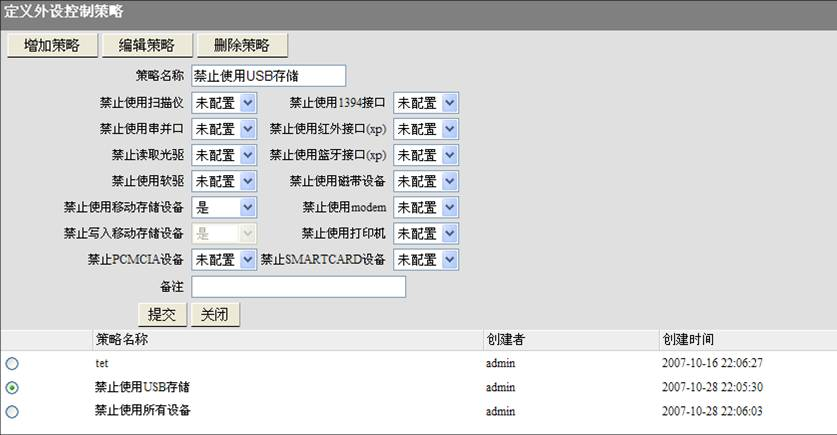 定义外设控制策略
增加策略 编辑策略 删除策略
策略名称 禁止使用USB存储
禁止使用扫描仪 未配置 禁止使用1394接口 未配置
禁止使用串并口 未配置 禁止使用红外接口(xp) 未配置
禁止读取光驱 未配置 禁止使用蓝牙接口(xp) 未配置
禁止使用软驱 未配置 禁止使用磁带设备 未配置
禁止使用移动存储设备 是 禁止使用modem 未配置
禁止写入移动存储设备 是 禁止使用打印机 未配置
禁止PCMCIA设备 未配置 禁止SMARTCARD设备 未配置
备注
提交 关闭
策略名称 创建者 创建时间
tet admin 2007-10-16 22:06:27
禁止使用USB存储 admin 2007-10-28 22:05:30
禁止使用所有设备 admin 2007-10-28 22:06:03